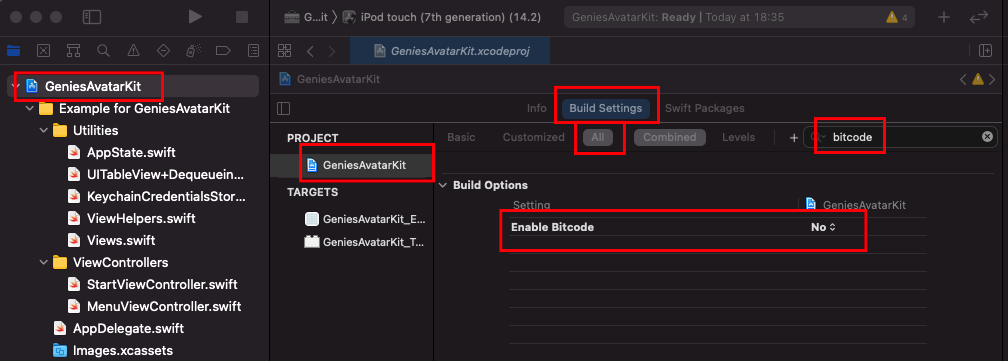 G...it
iPod touch (7th generation) (14.2)
GeniesAvatarKit: Ready | Today at 18:35
4
GeniesAvatarKit.xcodeproj
GeniesAvatarKit
GeniesAvatarKit
Example for GeniesAvatarKit
Utilities
AppState.swift
UITableView+Dequeuein...
KeychainCredentialsStor...
ViewHelpers.swift
Views.swift
ViewControllers
StartViewController.swift
MenuViewController.swift
AppDelegate.swift
Images.xcassets
Info
Build Settings
Swift Packages
PROJECT
GeniesAvatarKit
TARGETS
GeniesAvatarKit_E...
GeniesAvatarKit_T...
Basic
Customized
All
Combined
Levels
bitcode
Build Options
Setting
GeniesAvatarKit
Enable Bitcode
No